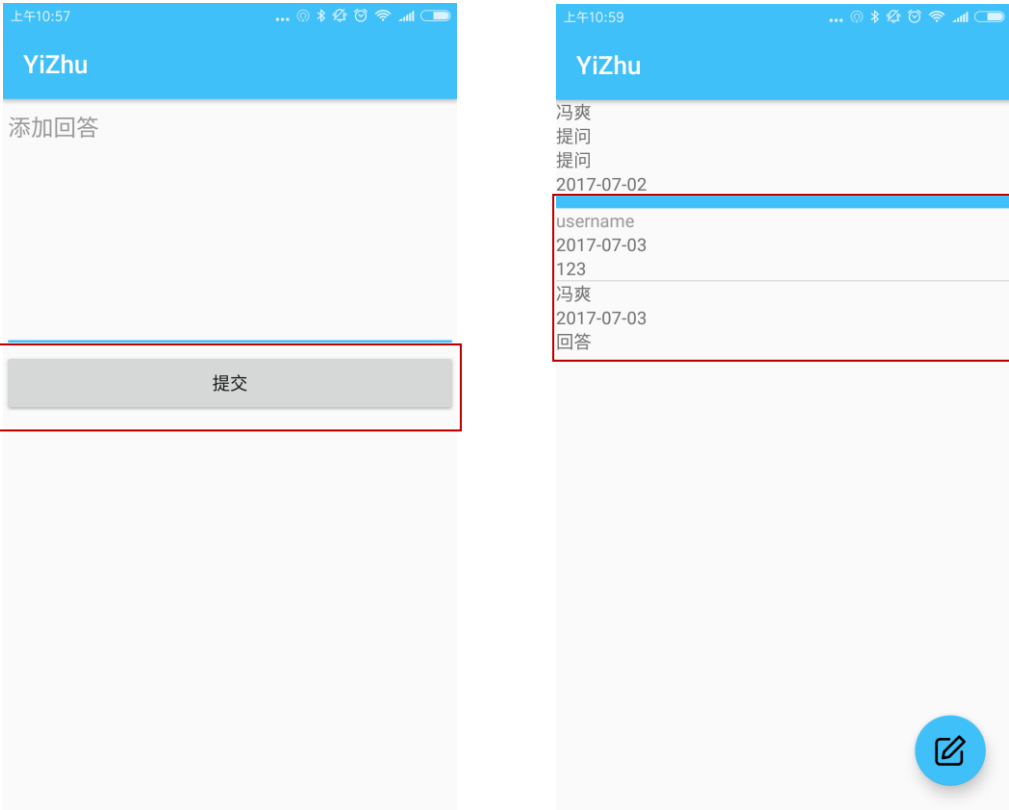 上午10:57
YiZhu
添加回答
提交
上午10:59
YiZhu
冯爽
提问
提问
2017-07-02
username
2017-07-03
123
冯爽
2017-07-03
回答